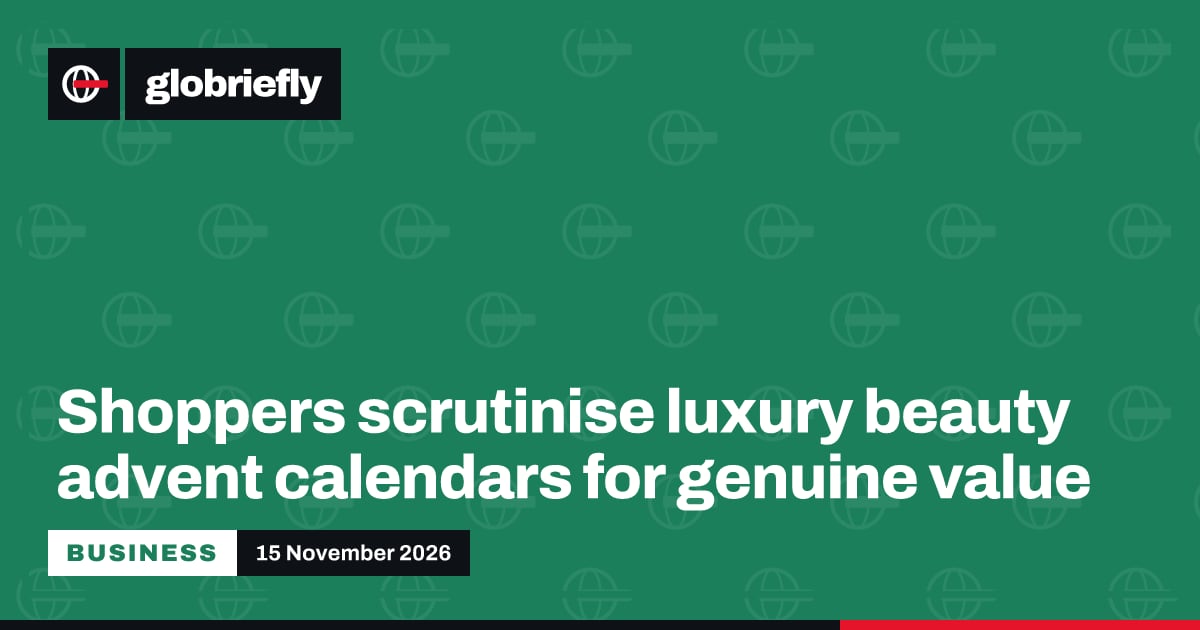 globriefly
Shoppers scrutinise luxury beauty
advent calendars for genuine value
BUSINESS
15 November 2026